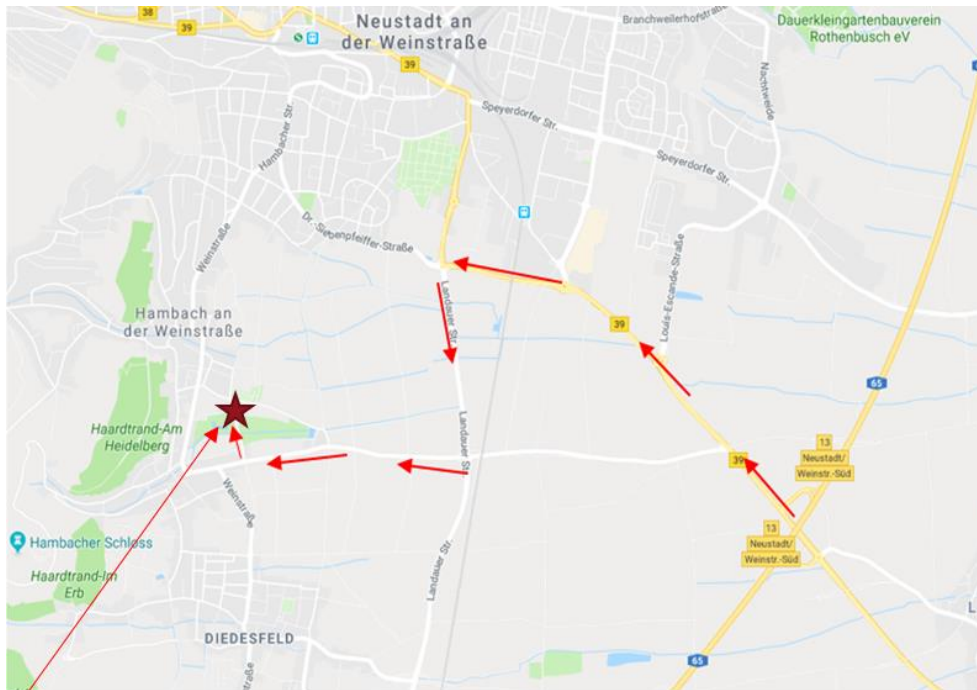 38
39
Neustadt an
der Weinstraße
Branchweilerhofstraße
Dauerkleingartenbauverein
Rothenbusch eV
39
Nachtweide
Speyerdorfer Str.
Hambacher Str.
Speyerdorfer Str.
Dr.-Siebenpfeiffer-Straße
Weinstraße
Louis-Escande-Straße
Landauer Str.
Hambach an
der Weinstraße
39
65
Haardtrand-Am
Heidelberg
Landauer Str.
13
Neustadt/
Weinstr.-Süd
39
Weinstraße
13
Neustadt/
Weinstr.-Süd
Hambacher Schloss
Haardtrand-Im
Erb
Landauer Str.
L
DIEDESFELD
65